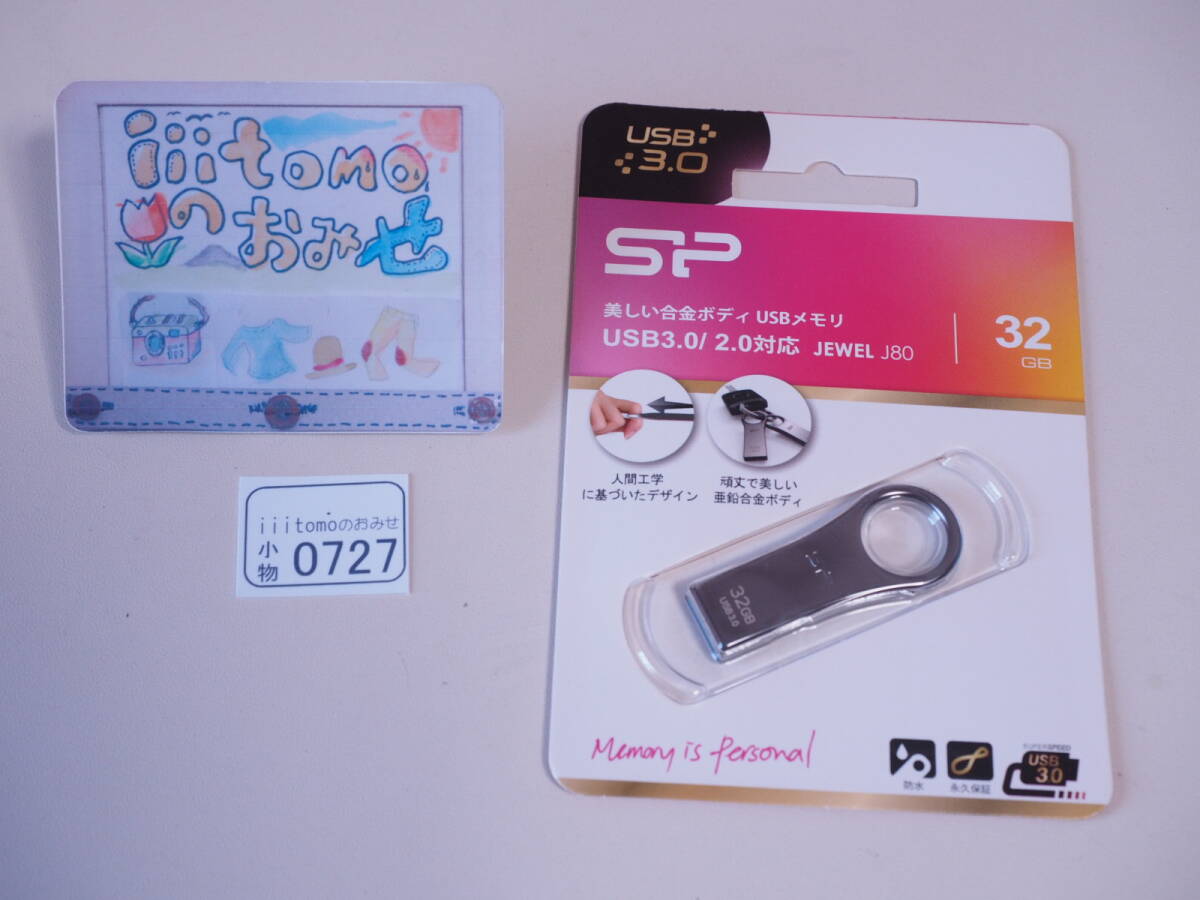 iiitomo
の おみせ
iiitomoのおみせ
小物 0727
USB 3.0
SP
美しい合金ボディ USBメモリ
USB3.0/ 2.0対応 JEWEL J80
32 GB
人間工学
に基づいたデザイン
頑丈で美しい
亜鉛合金ボディ
SP
32GB
USB3.0
Memory is personal
防水
永久保証
SUPERSPEED
USB
3.0